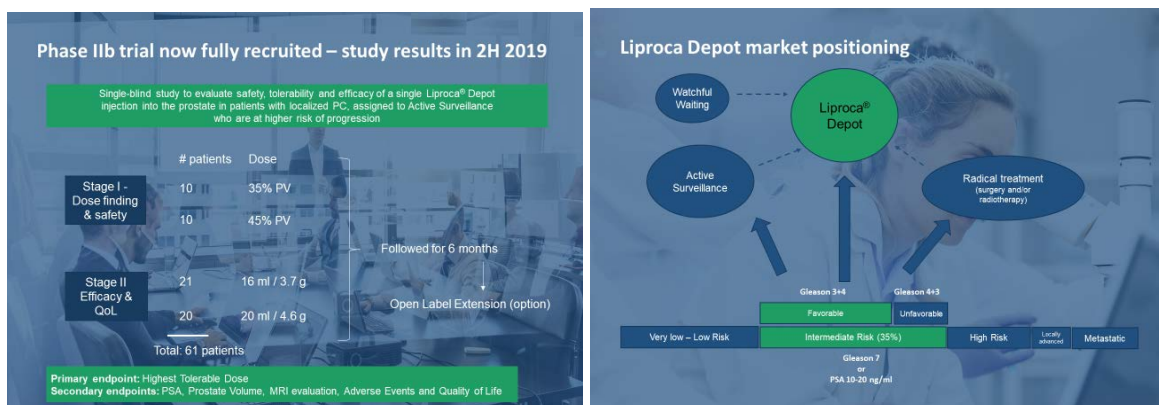 Phase IIb trial now fully recruited – study results in 2H 2019
Single-blind study to evaluate safety, tolerability and efficacy of a single Liproca® Depot
injection into the prostate in patients with localized PC, assigned to Active Surveillance
who are at higher risk of progression
# patients Dose
Stage I -
Dose finding
& safety
10 35% PV
10 45% PV
Followed for 6 months
Stage II
Efficacy &
QoL
21 16 ml / 3.7 g
20 20 ml / 4.6 g
Open Label Extension (option)
Total: 61 patients
Primary endpoint: Highest Tolerable Dose
Secondary endpoints: PSA, Prostate Volume, MRI evaluation, Adverse Events and Quality of Life
Liproca Depot market positioning
Watchful
Waiting
Liproca®
Depot
Active
Surveillance
Radical treatment
(surgery and/or
radiotherapy)
Gleason 3+4 Gleason 4+3
Favorable Unfavorable
Very low – Low Risk Intermediate Risk (35%) High Risk Locally
advanced Metastatic
Gleason 7
or
PSA 10-20 ng/ml